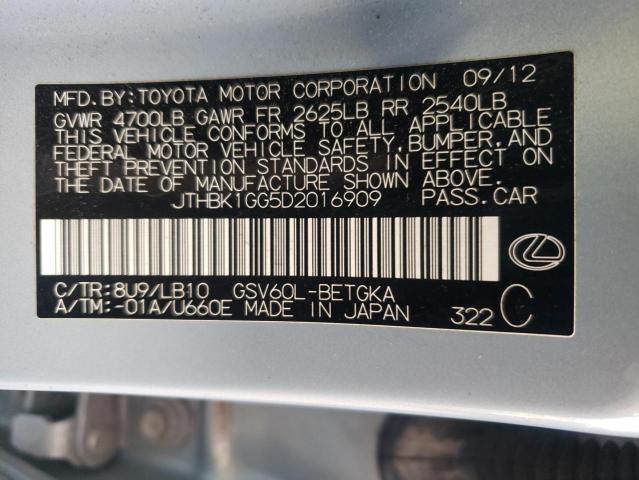 MFD.BY:TOYOTA MOTOR CORPORATION 09/12
GVWR 4700LB GAWR FR 2625LB RR 2540LB
THIS VEHICLE CONFORMS TO ALL APPLICABLE
FEDERAL MOTOR VEHICLE SAFETY,BUMPER,AND
THEFT PREVENTION STANDARDS IN EFFECT ON
THE DATE OF MANUFACTURE SHOWN ABOVE.
JTHBK1GG5D2016909 PASS.CAR
C/TR:8U9/LB10 GSV60L-BETGKA
A/TM:-01A/U660E MADE IN JAPAN 322 C